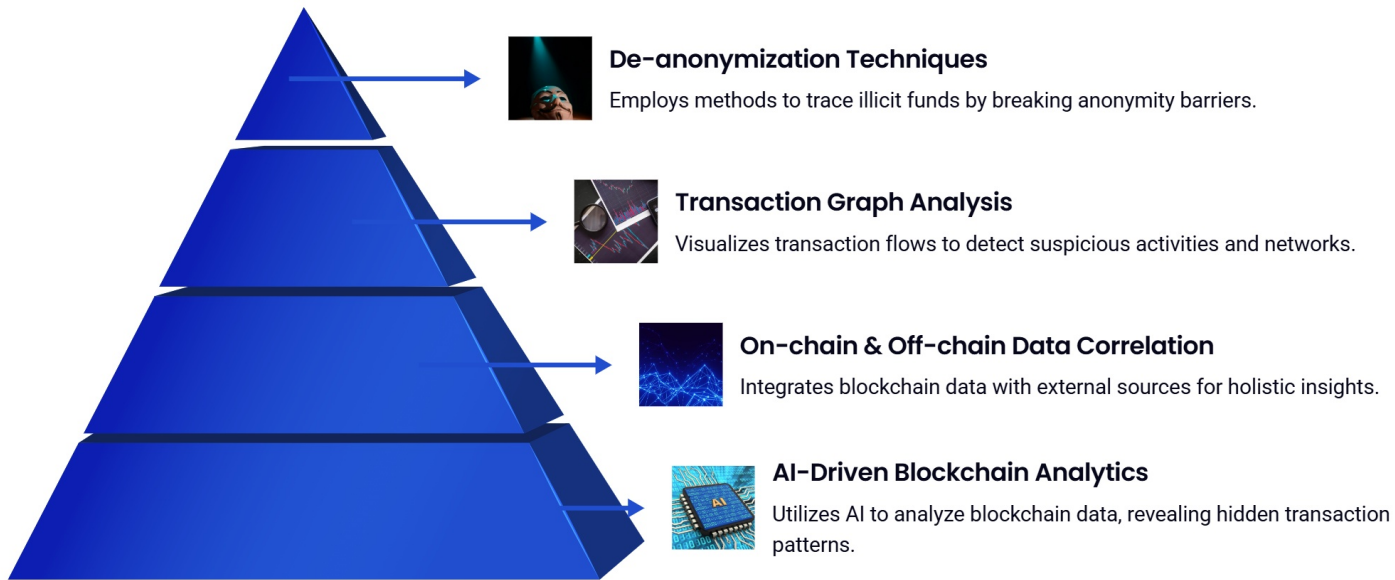 De-anonymization Techniques
Employs methods to trace illicit funds by breaking anonymity barriers.
Transaction Graph Analysis
Visualizes transaction flows to detect suspicious activities and networks.
On-chain & Off-chain Data Correlation
Integrates blockchain data with external sources for holistic insights.
AI-Driven Blockchain Analytics
AI
Utilizes AI to analyze blockchain data, revealing hidden transaction
patterns.